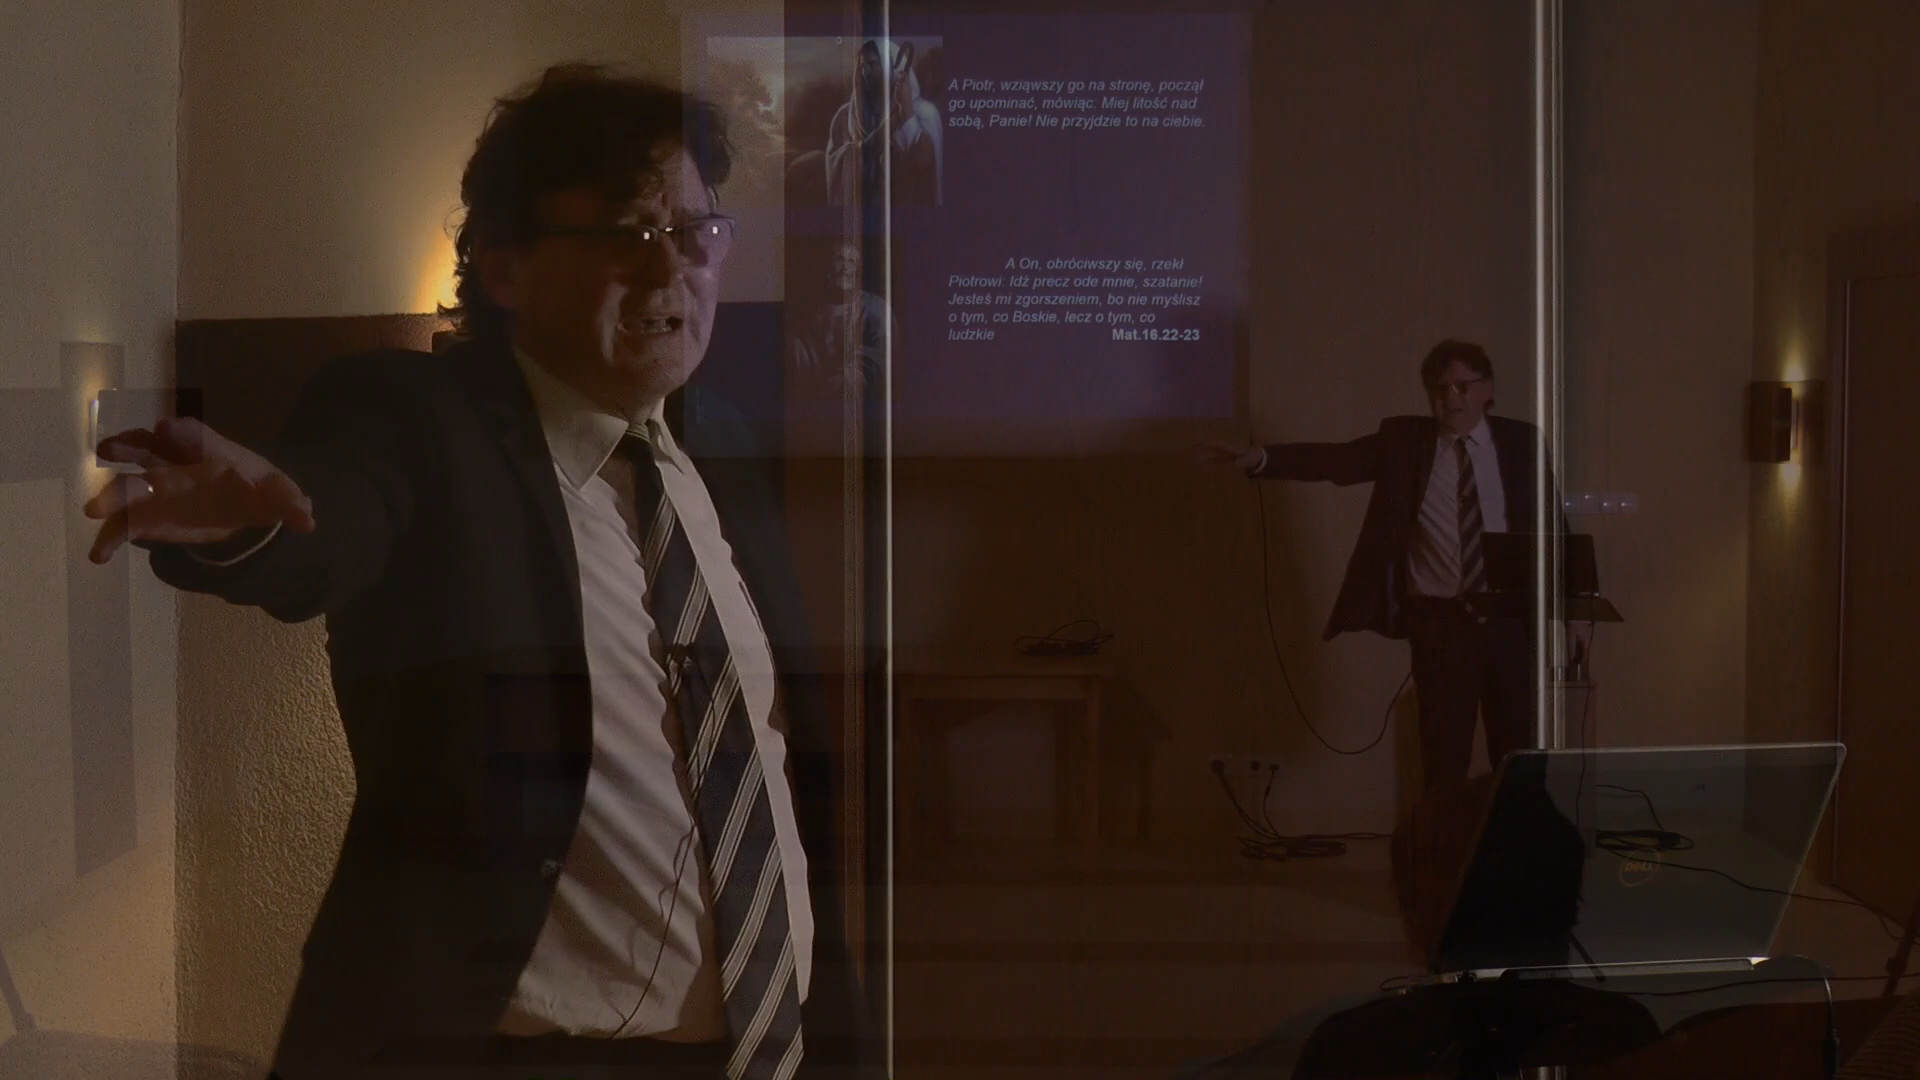 A Piotr, wziąwszy go na stronę, począł
go upominać, mówiąc: Miej litość nad
sobą, Panie! Nie przyjdzie to na ciebie.
A On, obróciwszy się, rzekł
Piotrowi: Idź precz ode mnie, szatanie!
Jesteś mi zgorszeniem, bo nie myślisz
o tym, co Boskie, lecz o tym, co
ludzkie Mat.16.22-23
DELL